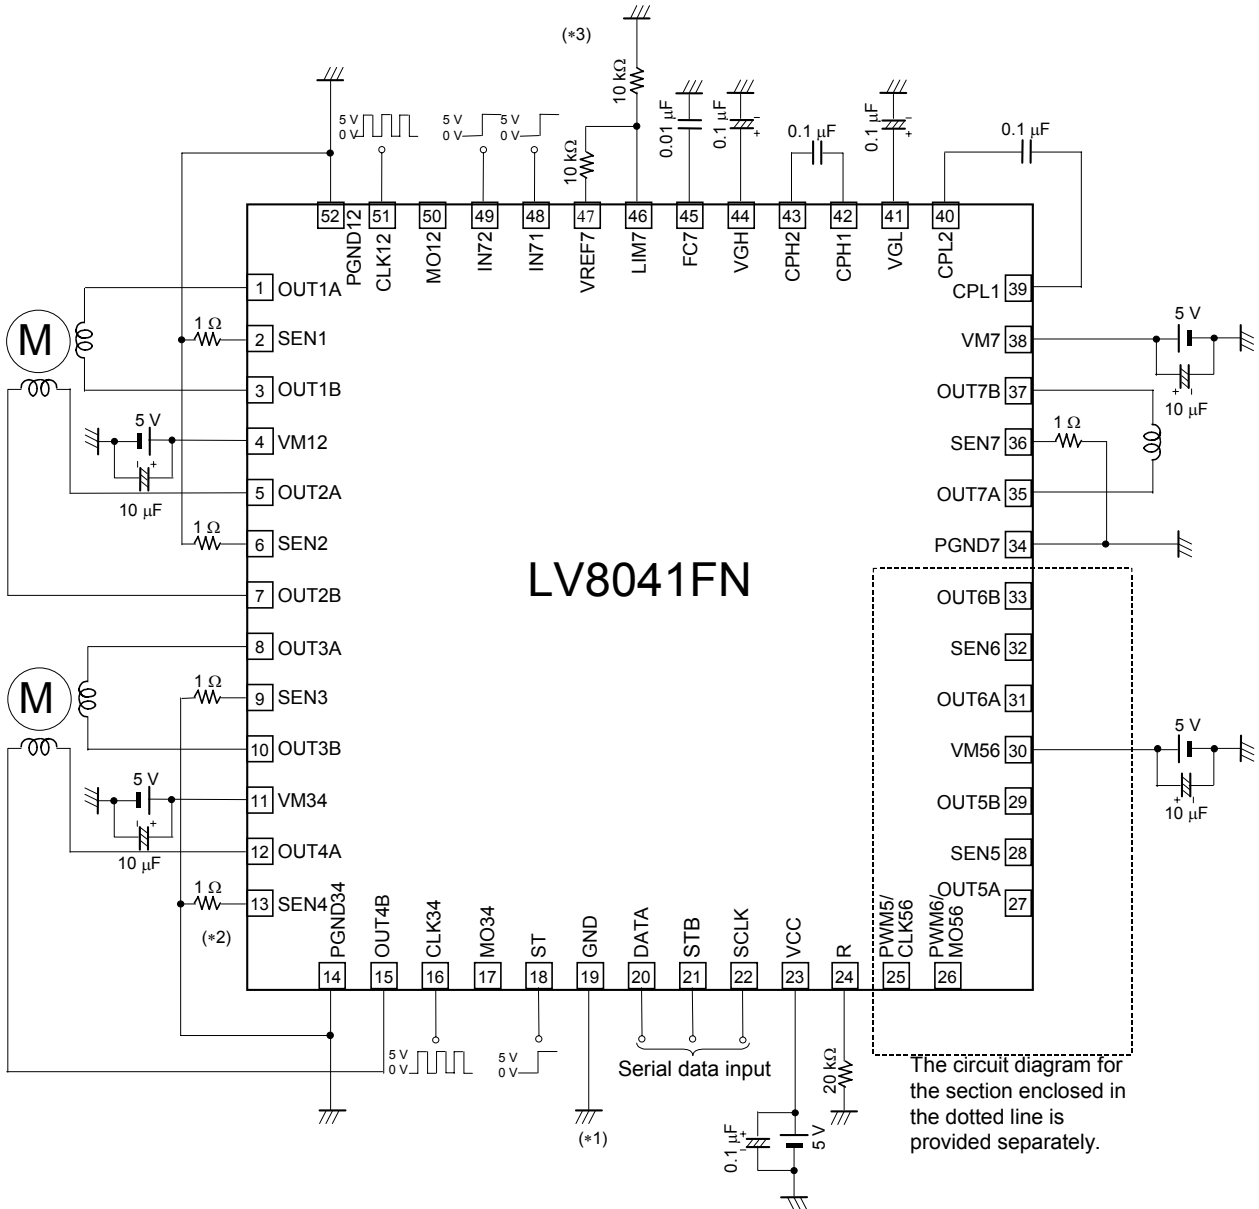 (∗3)
10 kΩ
5 V
0 V
5 V
0 V
5 V
0 V
10 kΩ
0.01 µF
0.1 µF
− +
0.1 µF
0.1 µF
− +
0.1 µF
52 51 50 49 48 47 46 45 44 43 42 41 40
PGND12
CLK12
MO12
IN72
IN71
VREF7
LIM7
FC7
VGH
CPH2
CPH1
VGL
CPL2
1 OUT1A
CPL1 39
M
1 Ω
2 SEN1
5 V
VM7 38
+ −
10 µF
3 OUT1B
OUT7B 37
5 V
4 VM12
− +
10 µF
1 Ω
SEN7 36
5 OUT2A
OUT7A 35
1 Ω
6 SEN2
PGND7 34
LV8041FN
7 OUT2B
OUT6B 33
8 OUT3A
SEN6 32
M
1 Ω
9 SEN3
OUT6A 31
10 OUT3B
VM56 30
5 V
+ −
10 µF
5 V
11 VM34
− +
10 µF
OUT5B 29
12 OUT4A
SEN5 28
1 Ω
13 SEN4
(∗2)
OUT5A
27
PGND34
OUT4B
CLK34
MO34
ST
GND
DATA
STB
SCLK
VCC
R
PWM5/
CLK56
PWM6/
MO56
14 15 16 17 18 19 20 21 22 23 24 25 26
5 V
0 V
5 V
0 V
Serial data input
20 kΩ
(∗1)
0.1 µF
+ −
5 V
The circuit diagram for
the section enclosed in
the dotted line is
provided separately.